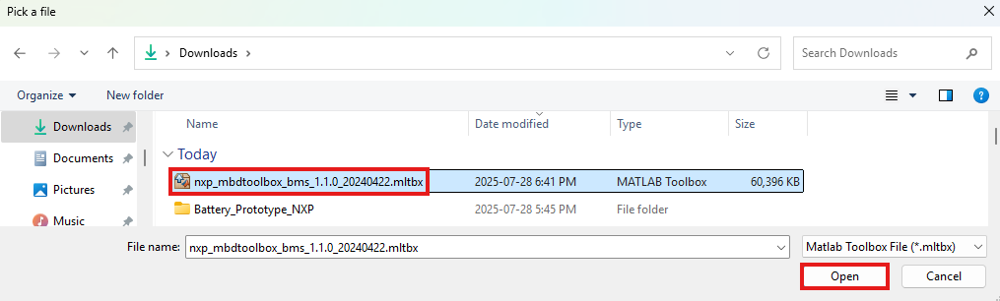 Pick a file
Downloads
Search Downloads
Organize New folder
Downloads
Documents
Pictures
Music
Name Date modified Type Size
Today
nxp_mbdtoolbox_bms_1.1.0_20240422.mltbx 2025-07-28 6:41 PM MATLAB Toolbox 60,396 KB
Battery_Prototype_NXP 2025-07-28 5:45 PM File folder
File name: nxp_mbdtoolbox_bms_1.1.0_20240422.mltbx Matlab Toolbox File (*.mltbx)
Open Cancel